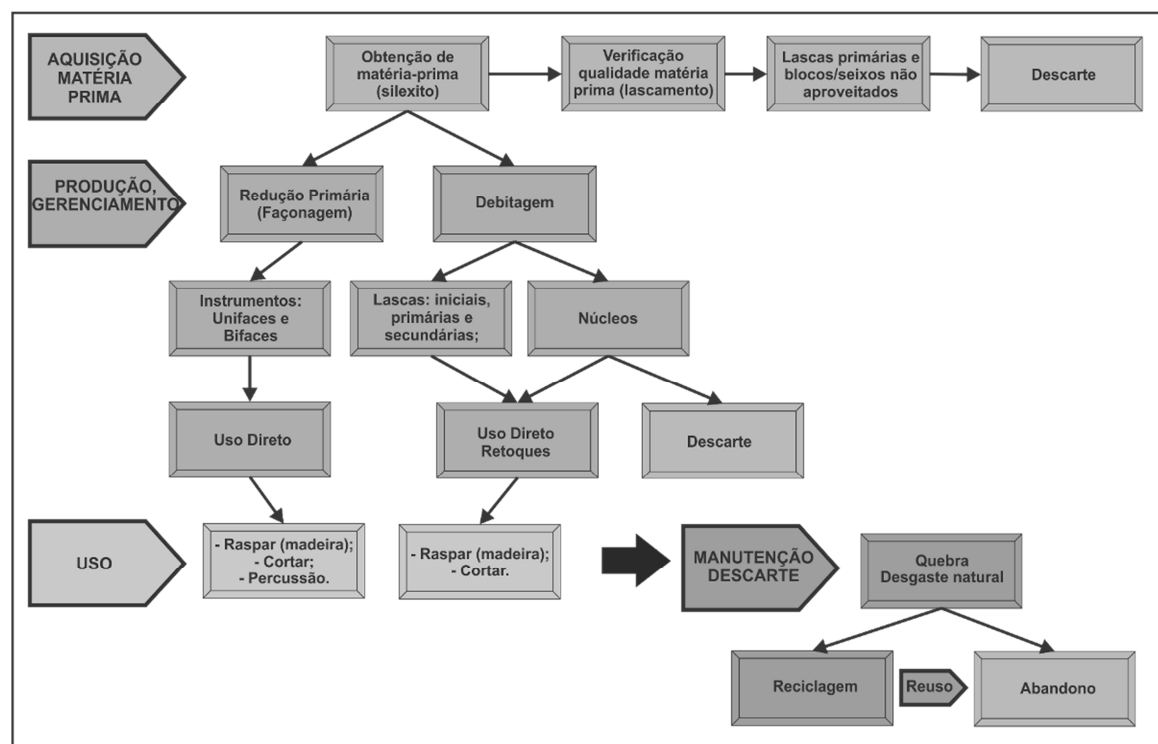 AQUISIÇÃO
MATÉRIA
PRIMA
Obtenção de
matéria-prima
(silexito)
Verificação
qualidade matéria
prima (lascamento)
Lascas primárias e
blocos/seixos não
aproveitados
Descarte
PRODUÇÃO,
GERENCIAMENTO
Redução Primária
(Façonagem)
Debitagem
Instrumentos:
Unifaces e
Bifaces
Lascas: iniciais,
primárias e
secundárias;
Núcleos
Uso Direto
Uso Direto
Retoques
Descarte
USO
- Raspar (madeira);
- Cortar;
- Percussão.
- Raspar (madeira);
- Cortar.
MANUTENÇÃO
DESCARTE
Quebra
Desgaste natural
Reciclagem
Reuso
Abandono